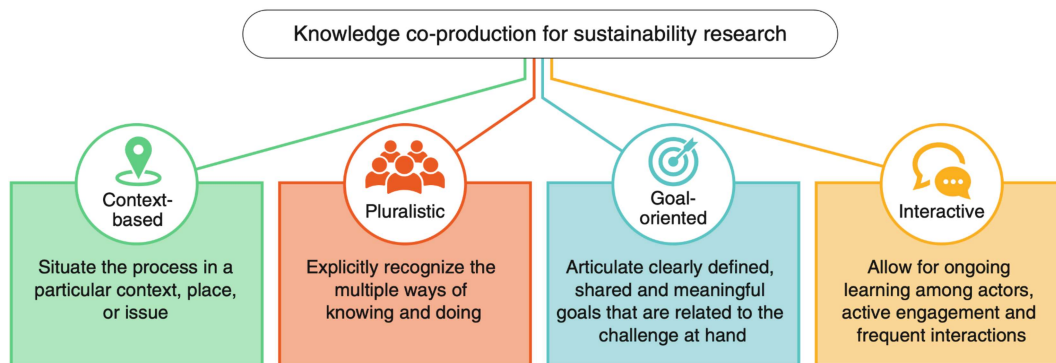 Knowledge co-production for sustainability research
Context-
based
Situate the process in a
particular context, place,
or issue
Pluralistic
Explicitly recognize the
multiple ways of
knowing and doing
Goal-
oriented
Articulate clearly defined,
shared and meaningful
goals that are related to the
challenge at hand
Interactive
Allow for ongoing
learning among actors,
active engagement and
frequent interactions